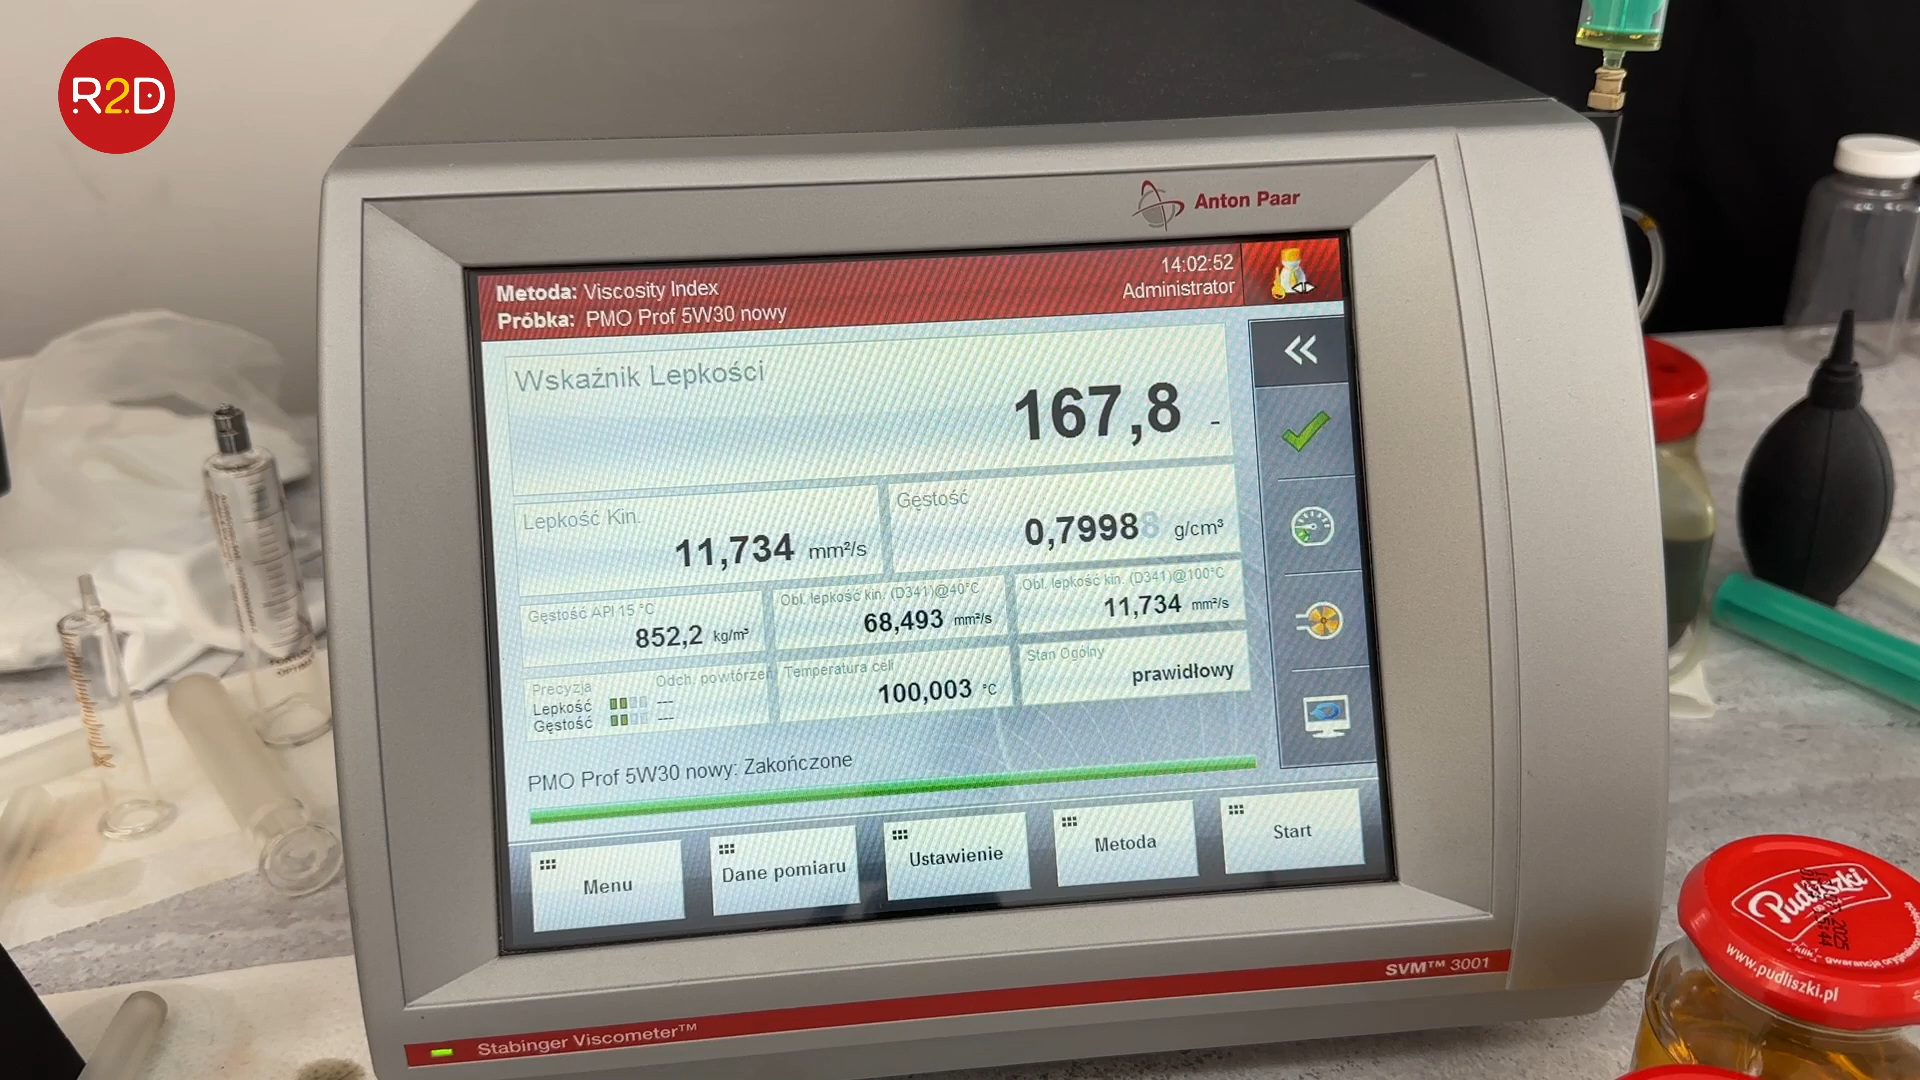 R2D
Anton Paar
Metoda: Viscosity Index
14:02:52
Próbka: PMO Prof 5W30 nowy
Administrator
Wskaźnik Lepkości
167,8 -
Lepkość Kin.
11,734 mm²/s
Gęstość
0,79988 g/cm³
Gęstość API 15 °C
852,2 kg/m³
Obl. lepkość kin. (D341)@40°C
68,493 mm²/s
Obl. lepkość kin. (D341)@100°C
11,734 mm²/s
Precyzja
Odch. powtórzeń
Lepkość ---
Gęstość ---
Temperatura celi
100,003 °C
Stan Ogólny
prawidłowy
PMO Prof 5W30 nowy: Zakończone
Menu
Dane pomiaru
Ustawienie
Metoda
Start
SVM™ 3001
Stabinger Viscometer™
Pudliszki
www.pudliszki.pl